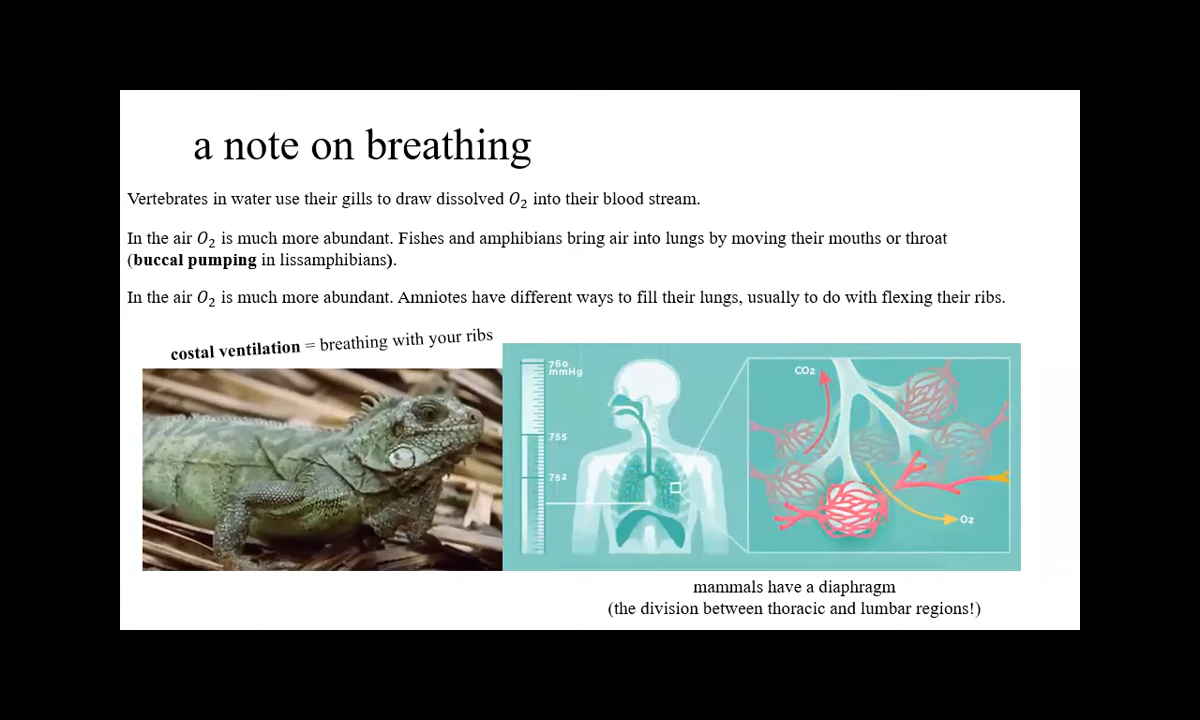 a note on breathing
Vertebrates in water use their gills to draw dissolved O₂ into their blood stream.
In the air O₂ is much more abundant. Fishes and amphibians bring air into lungs by moving their mouths or throat
(buccal pumping in lissamphibians).
In the air O₂ is much more abundant. Amniotes have different ways to fill their lungs, usually to do with flexing their ribs.
costal ventilation = breathing with your ribs
760
mmHg
755
752
CO2
O2
mammals have a diaphragm
(the division between thoracic and lumbar regions!)